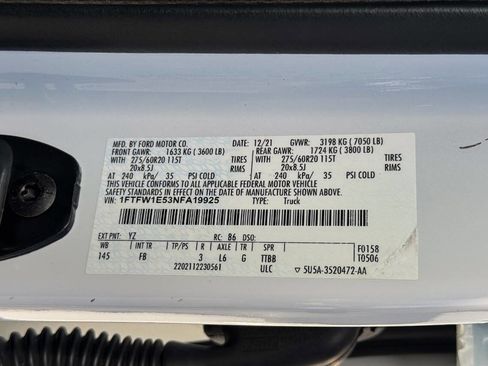 MFD. BY FORD MOTOR CO. DATE: 12/21 GVWR: 3198 KG ( 7050 LB)
FRONT GAWR: 1633 KG ( 3600 LB) REAR GAWR: 1724 KG ( 3800 LB)
WITH 275/60R20 115T TIRES WITH 275/60R20 115T TIRES
20x8.5J RIMS 20x8.5J RIMS
AT 240 kPa/ 35 PSI COLD AT 240 kPa/ 35 PSI COLD
THIS VEHICLE CONFORMS TO ALL APPLICABLE FEDERAL MOTOR VEHICLE
SAFETY STANDARDS IN EFFECT ON THE DATE OF MANUFACTURE SHOWN ABOVE.
VIN: 1FTFW1E53NFA19925 TYPE: Truck
EXT PNT: YZ RC: 86 DSO: F0158
WB INT TR TP/PS R AXLE TR SPR T0506
145 FB 3 L6 G TTBB
2202112230561 ULC ▽ 5U5A-3520472-AA